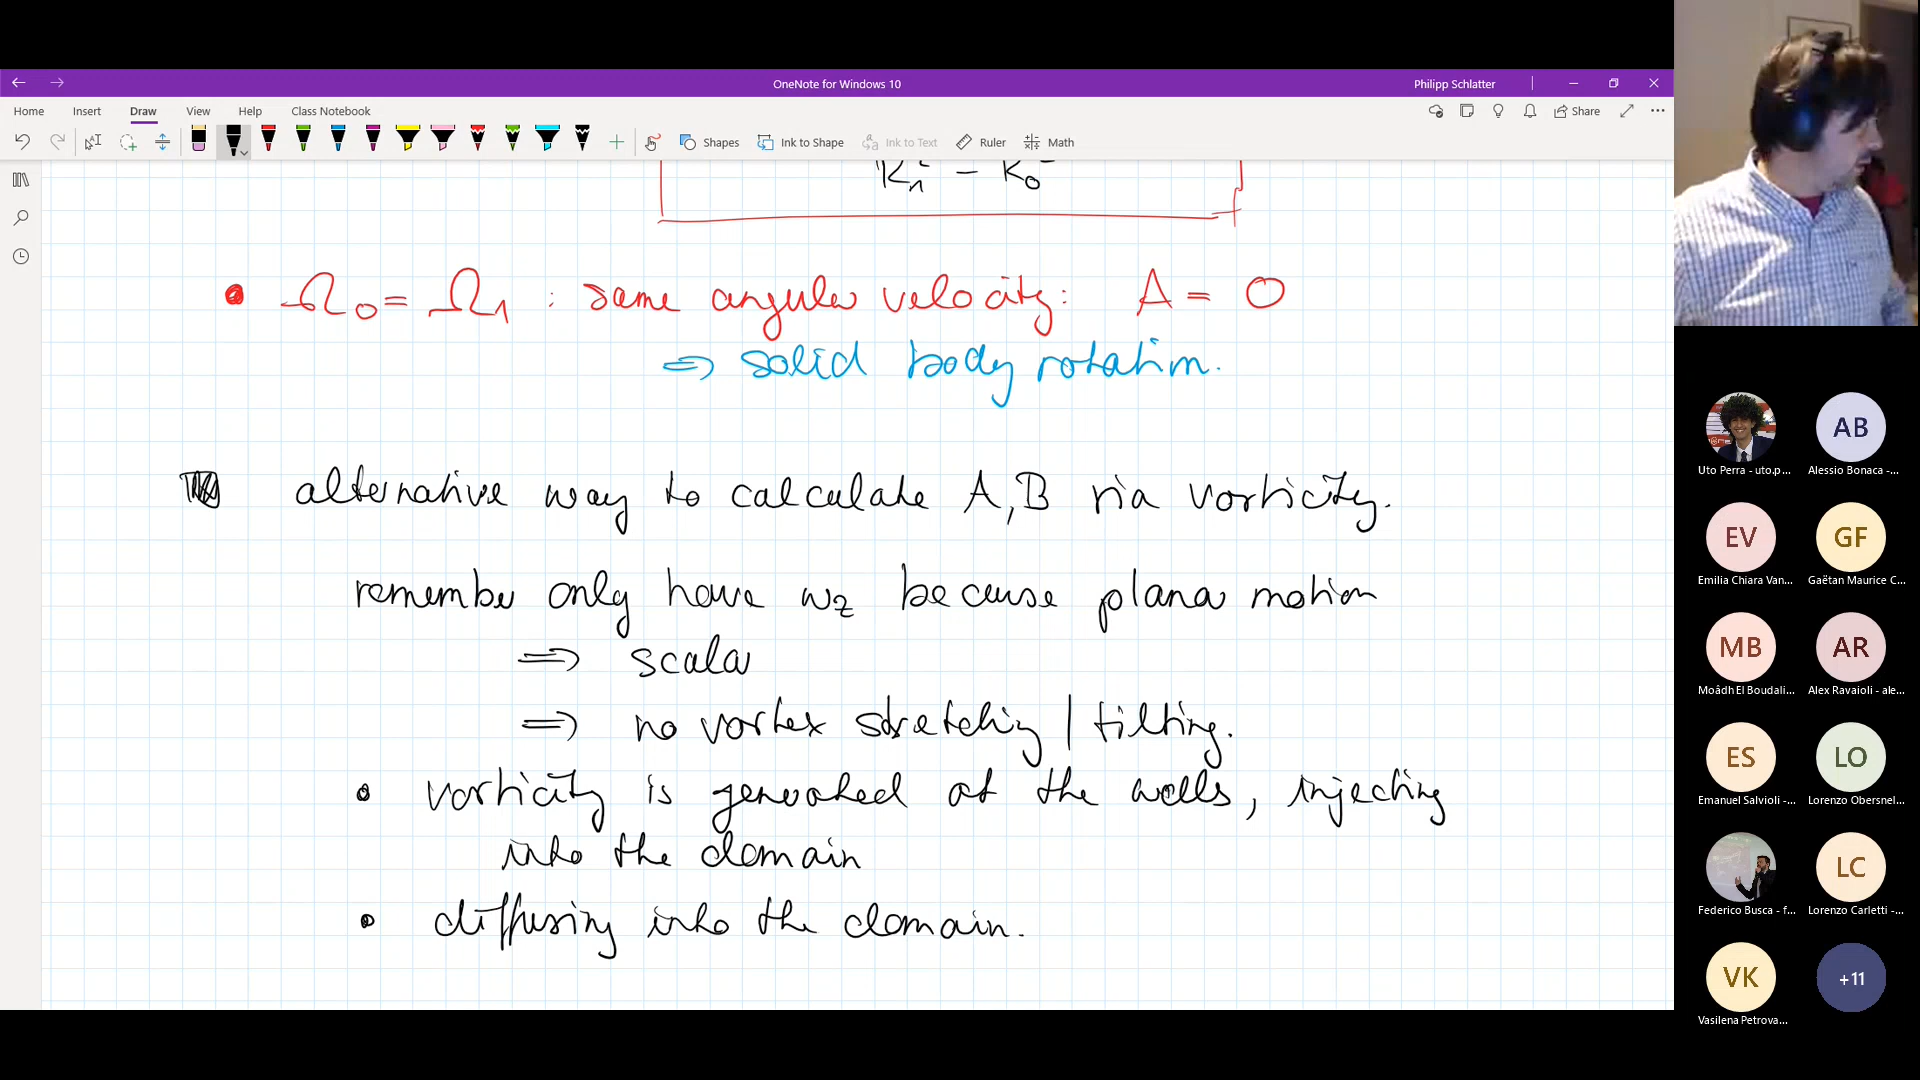 OneNote for Windows 10
Philipp Schlatter
Home Insert Draw View Help Class Notebook
Share
Shapes Ink to Shape Ink to Text Ruler Math
Ω₀ = Ω₁ : same angular velocity: A = 0
⇒ solid body rotation.
alternative way to calculate A, B via vorticity.
remember only have ωz because planar motion
⇒ scalar
⇒ no vortex stretching / tilting.
• vorticity is generated at the walls, injecting
into the domain
• diffusing into the domain.
Uto Perra - uto.p...
AB
Alessio Bonaca -...
EV
Emilia Chiara Van...
GF
Gaëtan Maurice C...
MB
Moâdh El Boudali...
AR
Alex Ravaioli - ale...
ES
Emanuel Salvioli -...
LO
Lorenzo Obersnel...
Federico Busca - f...
LC
Lorenzo Carletti -...
VK
Vasilena Petrova...
+11